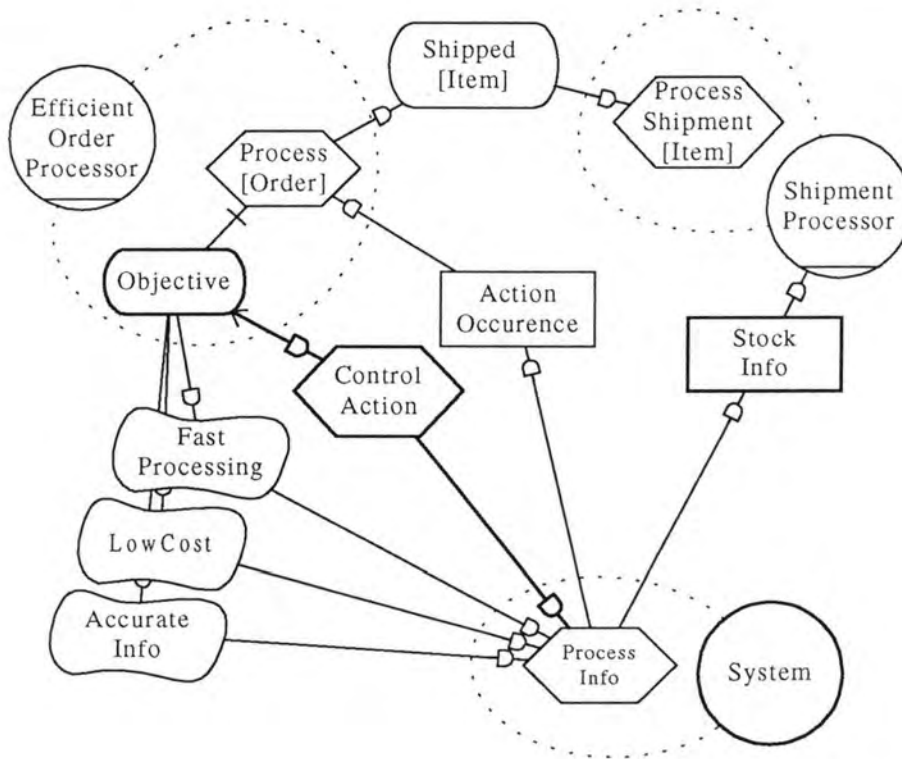 Shipped
[Item]
Efficient
Order
Processor
Process
[Order]
Process
Shipment
[Item]
Shipment
Processor
Objective
Action
Occurence
Stock
Info
Control
Action
Fast
Processing
LowCost
Accurate
Info
Process
Info
System